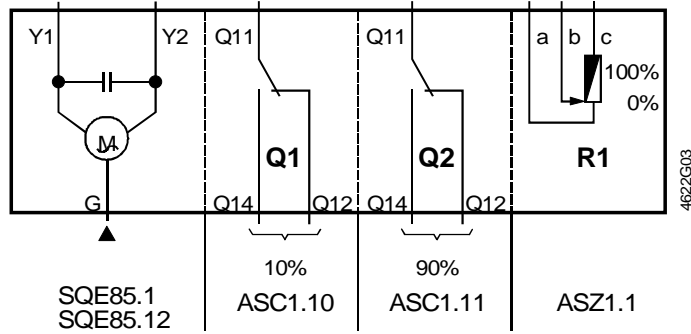 Y1 Y2 Q11 Q11 a b c
100%
0%
M Q1 Q2 R1
G Q14 Q12 Q14 Q12
10% 90%
SQE85.1 ASC1.10 ASC1.11 ASZ1.1
SQE85.12
4622G03